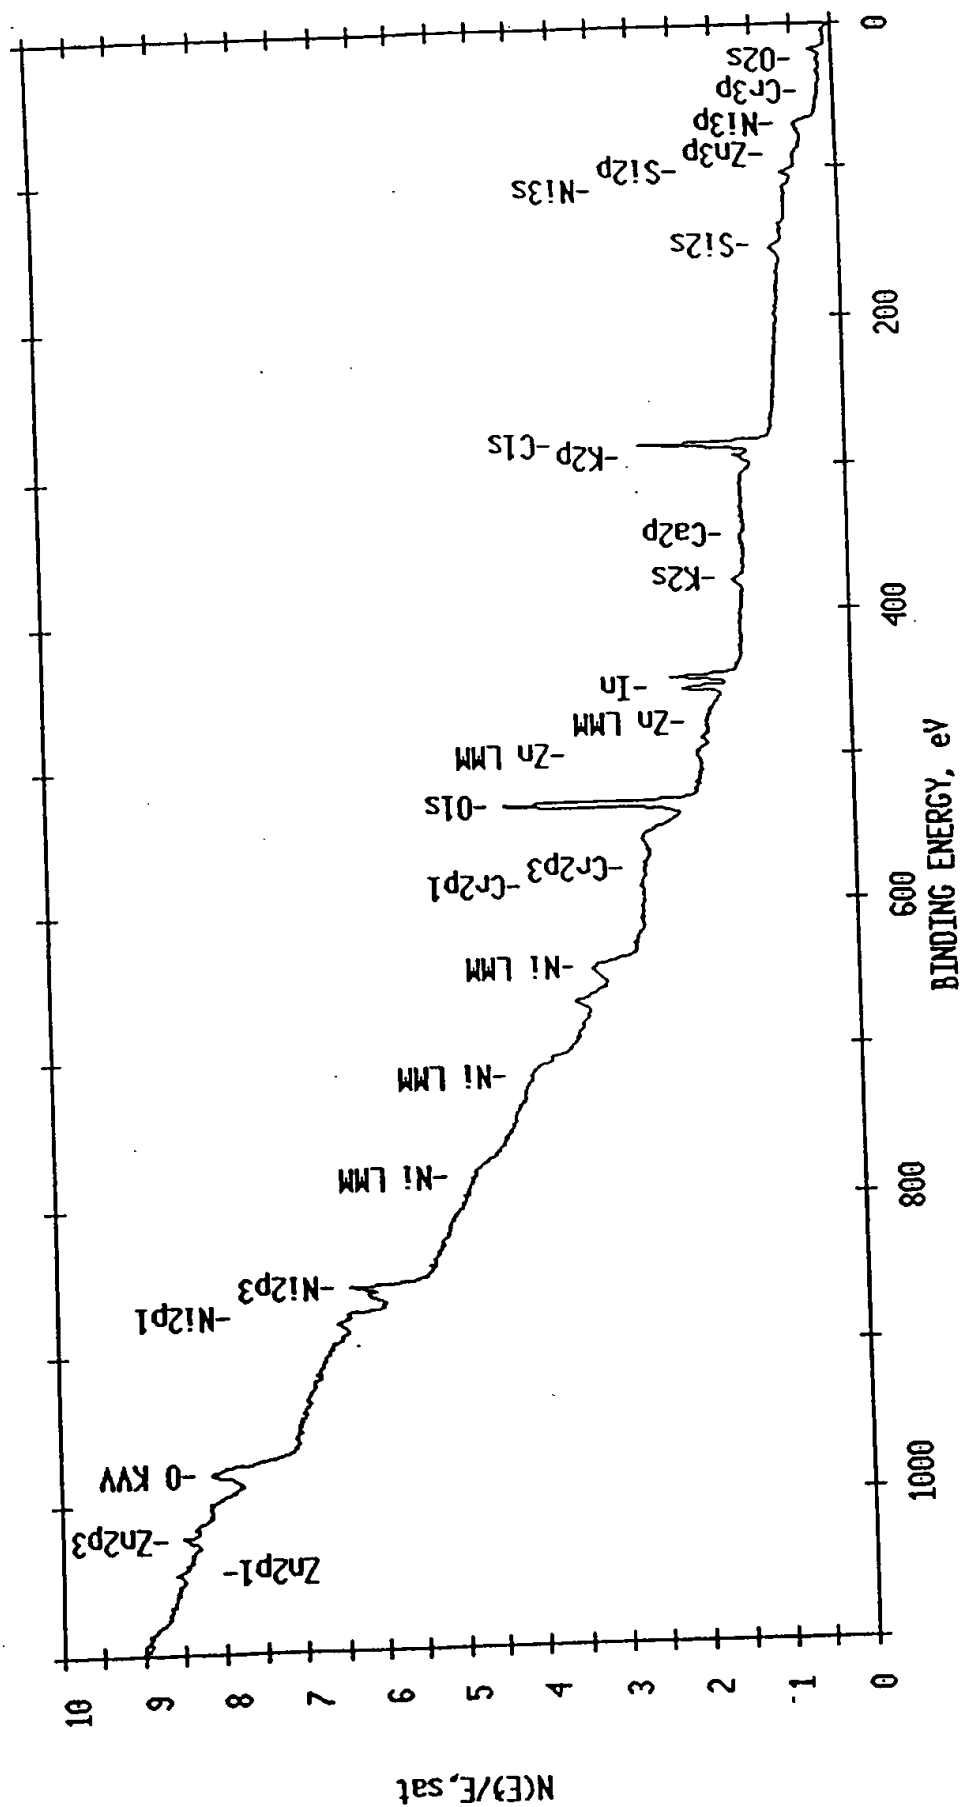 N(E)/E,sat
10
9
8
7
6
5
4
3
2
1
0
Zn2p1-
-Zn2p3
-O KVV
-Ni2p1
-Ni2p3
-Ni LMM
-Ni LMM
-Ni LMM
-Cr2p1
-Cr2p3
-O1s
-Zn LMM
-Zn LMM
-In
-K2s
-Ca2p
-K2p
-C1s
-Si2s
-Ni3s
-Si2p
-Zn3p
-Ni3p
-Cr3p
-O2s
1000
800
600
400
200
0
BINDING ENERGY, eV